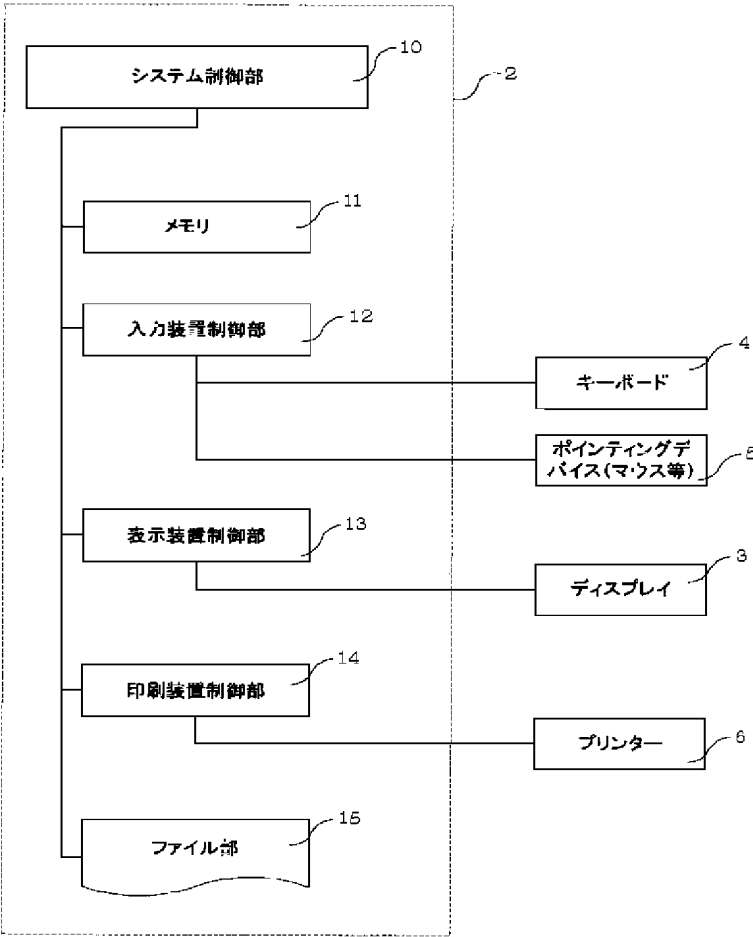 システム制御部
10
2
メモリ
11
入力装置制御部
12
キーボード
4
ポインティングデ
バイス(マウス等)
5
表示装置制御部
13
ディスプレイ
3
印刷装置制御部
14
プリンター
6
ファイル部
15